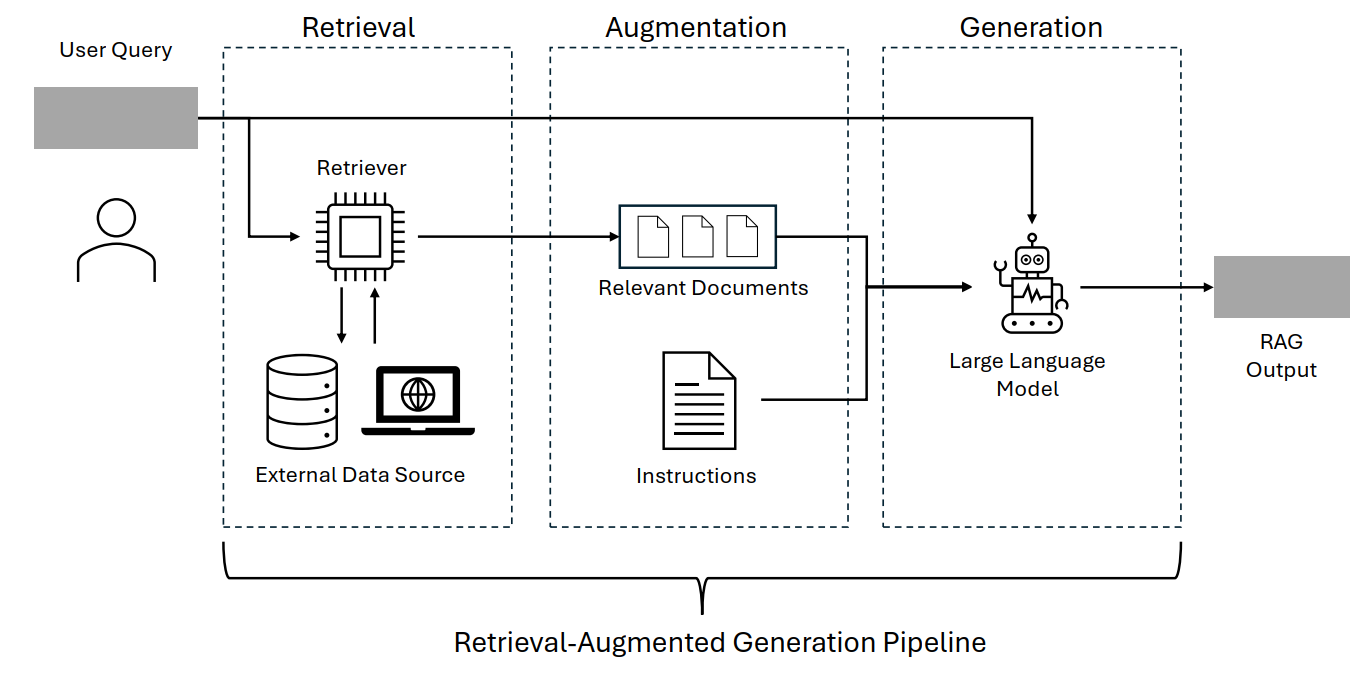 User Query
Retrieval
Augmentation
Generation
Retriever
External Data Source
Relevant Documents
Instructions
Large Language
Model
RAG
Output
Retrieval-Augmented Generation Pipeline